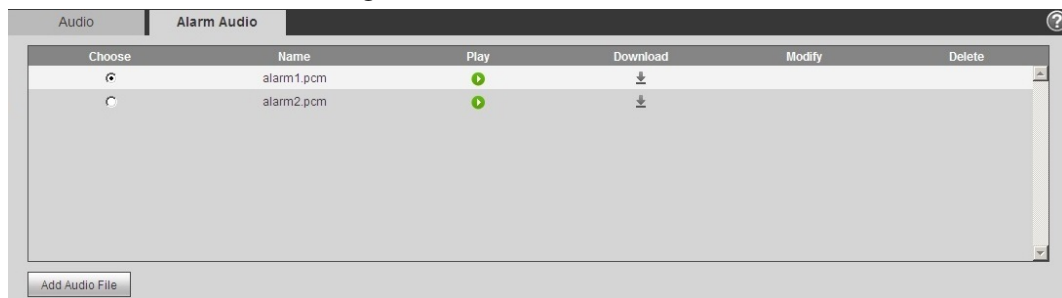 Audio Alarm Audio ?
Choose Name Play Download Modify Delete
alarm1.pcm
alarm2.pcm
Add Audio File